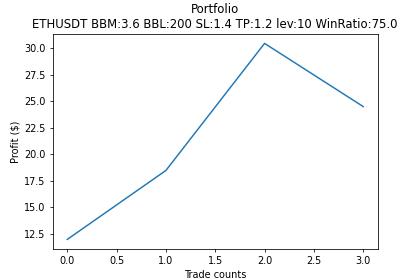 Portfolio
ETHUSDT BBM:3.6 BBL:200 SL:1.4 TP:1.2 lev:10 WinRatio:75.0
30.0
27.5
25.0
22.5
20.0
17.5
15.0
12.5
Profit ($)
0.0 0.5 1.0 1.5 2.0 2.5 3.0
Trade counts